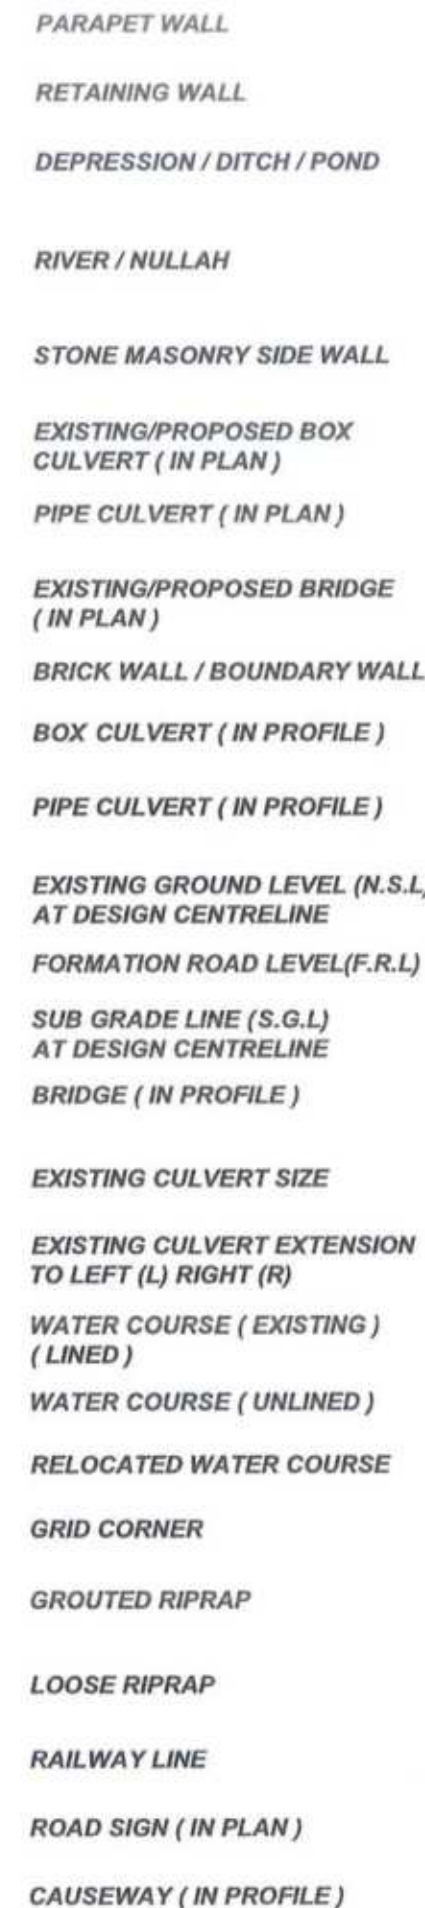 PARAPET WALL
RETAINING WALL
DEPRESSION / DITCH / POND
RIVER / NULLAH
STONE MASONRY SIDE WALL
EXISTING/PROPOSED BOX
CULVERT ( IN PLAN )
PIPE CULVERT ( IN PLAN )
EXISTING/PROPOSED BRIDGE
( IN PLAN )
BRICK WALL / BOUNDARY WALL
BOX CULVERT ( IN PROFILE )
PIPE CULVERT ( IN PROFILE )
EXISTING GROUND LEVEL (N.S.L)
AT DESIGN CENTRELINE
FORMATION ROAD LEVEL(F.R.L)
SUB GRADE LINE (S.G.L)
AT DESIGN CENTRELINE
BRIDGE ( IN PROFILE )
EXISTING CULVERT SIZE
EXISTING CULVERT EXTENSION
TO LEFT (L) RIGHT (R)
WATER COURSE ( EXISTING )
( LINED )
WATER COURSE ( UNLINED )
RELOCATED WATER COURSE
GRID CORNER
GROUTED RIPRAP
LOOSE RIPRAP
RAILWAY LINE
ROAD SIGN ( IN PLAN )
CAUSEWAY ( IN PROFILE )